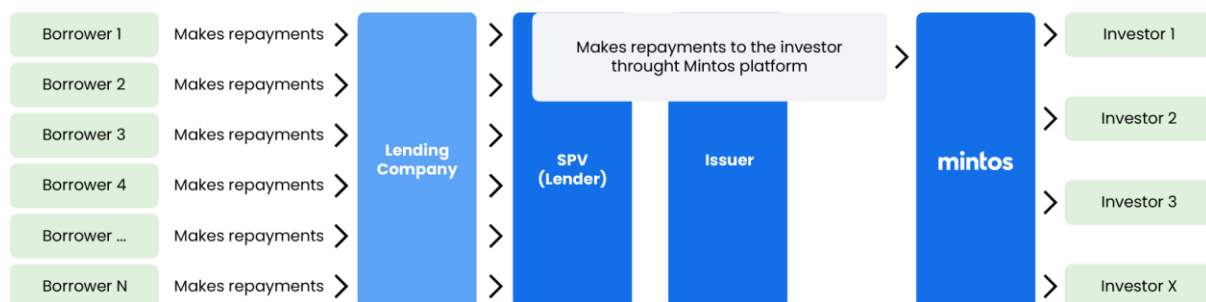 Borrower 1 Makes repayments
Borrower 2 Makes repayments
Borrower 3 Makes repayments
Borrower 4 Makes repayments
Borrower ... Makes repayments
Borrower N Makes repayments
Lending
Company
SPV
(Lender)
Issuer
Makes repayments to the investor
throught Mintos platform
mintos
Investor 1
Investor 2
Investor 3
Investor X